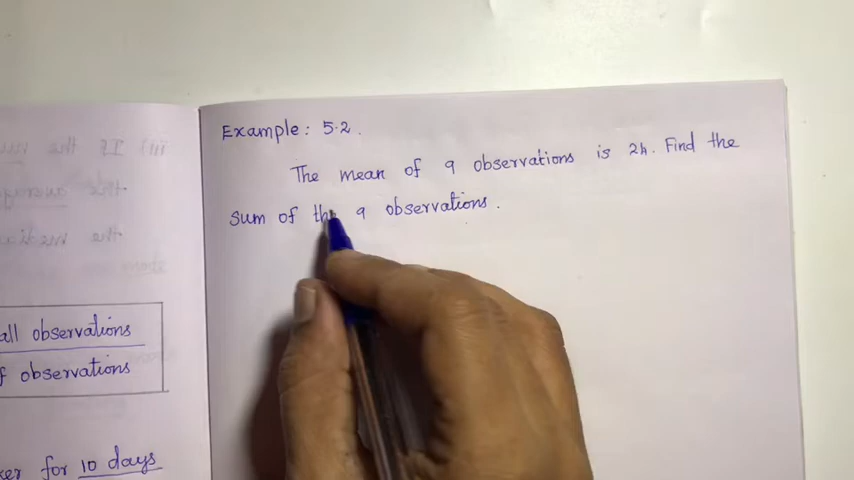 Example: 5.2.
The mean of 9 observations is 24. Find the
Sum of the 9 observations.
all observations
observations
for 10 days